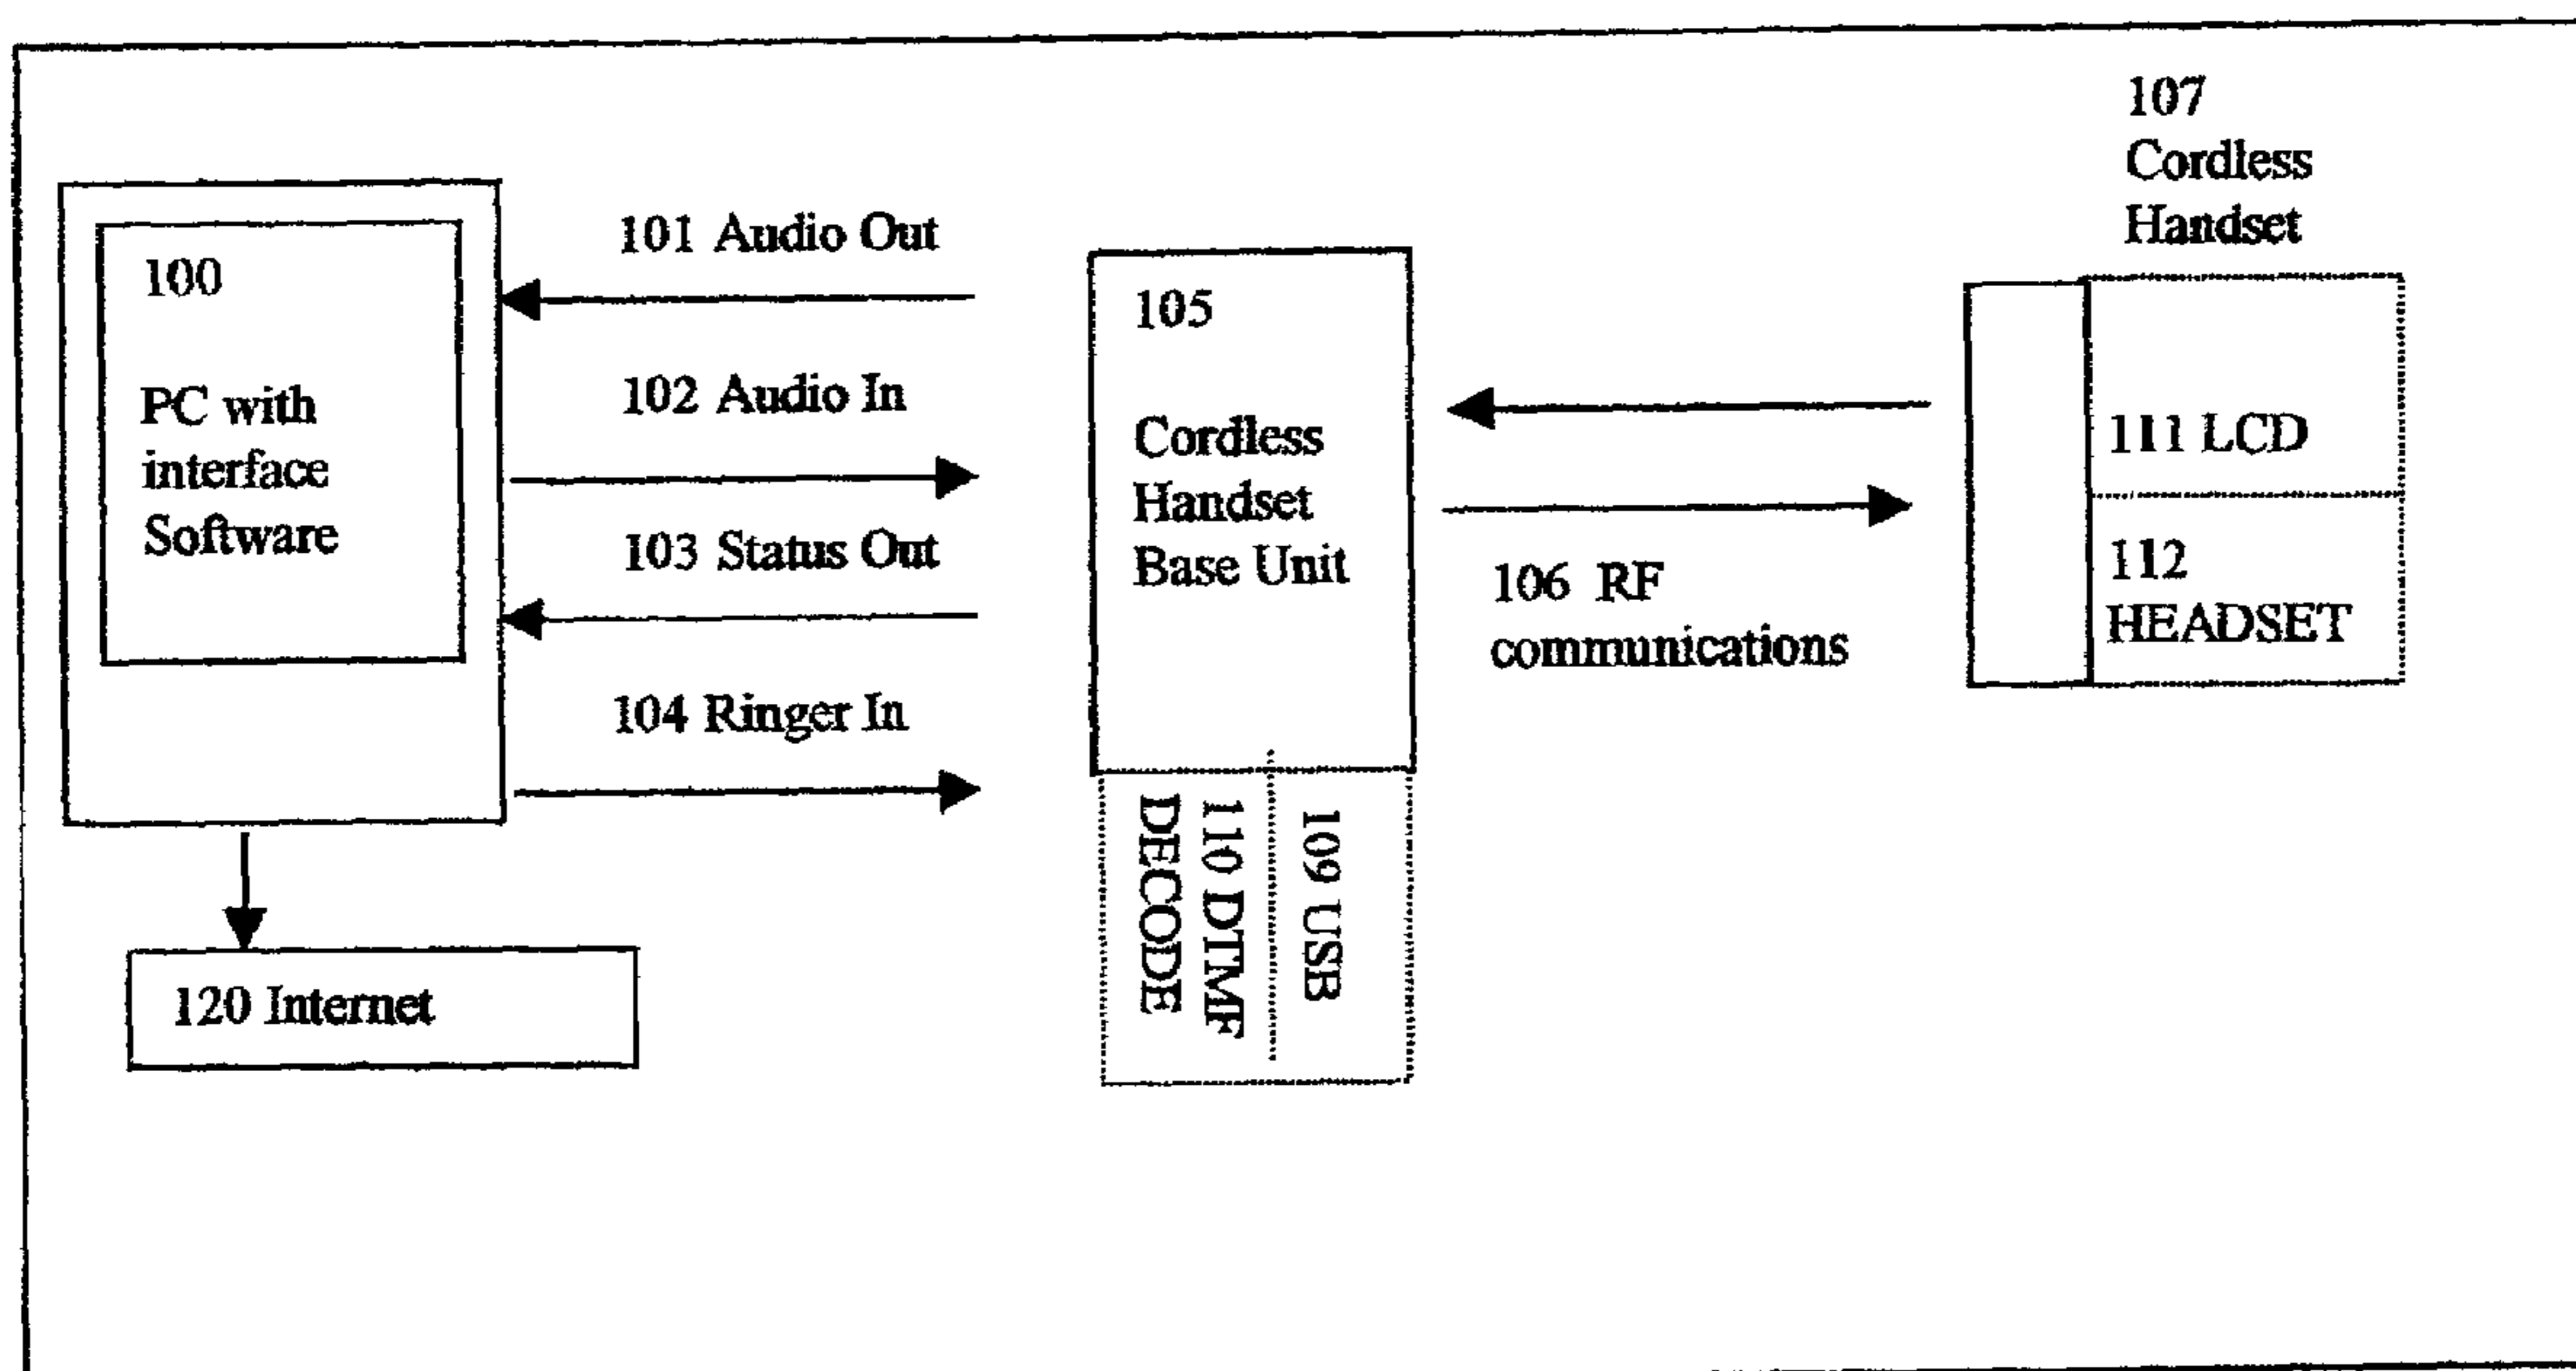 107
Cordless
Handset
100
PC with
interface
Software
101 Audio Out
102 Audio In
103 Status Out
104 Ringer In
105
Cordless
Handset
Base Unit
106 RF
communications
111 LCD
112
HEADSET
109 USB
110 DTMF
DECODE
120 Internet